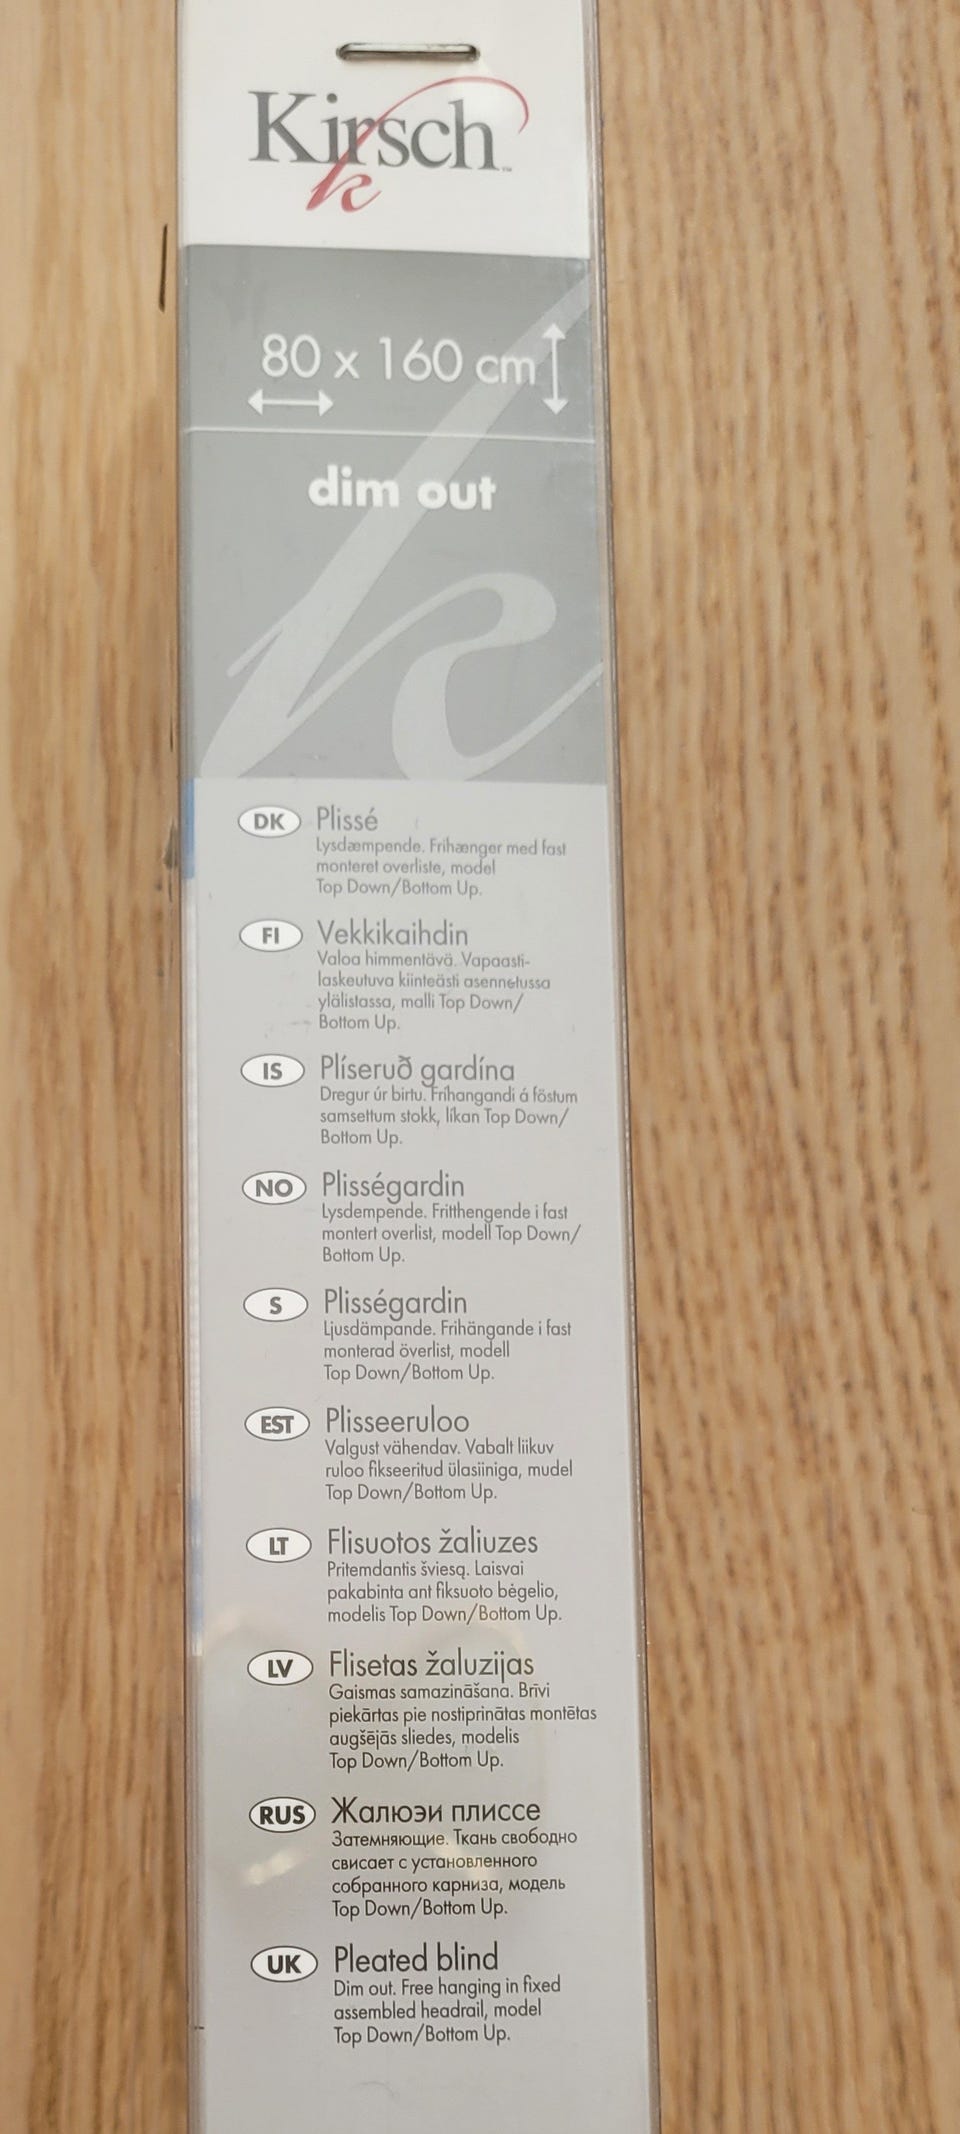 Kirsch™
80 x 160 cm
dim out
DK Plissé
Lysdæmpende. Frihænger med fast
monteret overliste, model
Top Down/Bottom Up.
FI Vekkikaihdin
Valoa himmentävä. Vapaasti-
laskeutuva kiinteästi asennetussa
ylälistassa, malli Top Down/
Bottom Up.
IS Plíseruð gardína
Dregur úr birtu. Fríhangandi á föstum
samsettum stokk, líkan Top Down/
Bottom Up.
NO Plisségardin
Lysdempende. Fritthengende i fast
montert overlist, modell Top Down/
Bottom Up.
S Plisségardin
Ljusdämpande. Frihängande i fast
monterad överlist, modell
Top Down/Bottom Up.
EST Plisseeruloo
Valgust vähendav. Vabalt liikuv
ruloo fikseeritud ülasiiniga, mudel
Top Down/Bottom Up.
LT Flisuotos žaliuzes
Pritemdantis šviesą. Laisvai
pakabinta ant fiksuoto bėgelio,
modelis Top Down/Bottom Up.
LV Flisetas žaluzijas
Gaismas samazināšana. Brīvi
piekārtas pie nostiprinātas montētas
augšējās sliedes, modelis
Top Down/Bottom Up.
RUS Жалюэи плиссе
Затемняющие. Ткань свободно
свисает с установленного
собранного карниза, модель
Top Down/Bottom Up.
UK Pleated blind
Dim out. Free hanging in fixed
assembled headrail, model
Top Down/Bottom Up.